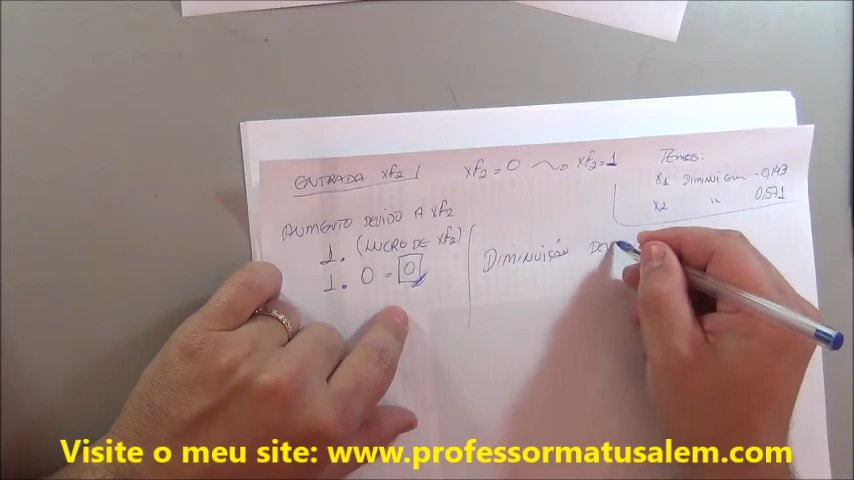 ENTRADA xf2 | xf2 = 0 ~> xf2 = 1
TEMOS:
x1 DIMINUI EM -0,143
x2 " 0,571
AUMENTO DEVIDO A xf2
1. (LUCRO DE xf2)
1. 0 = 0
DIMINUIÇÃO DEV
Visite o meu site: www.professormatusalem.com